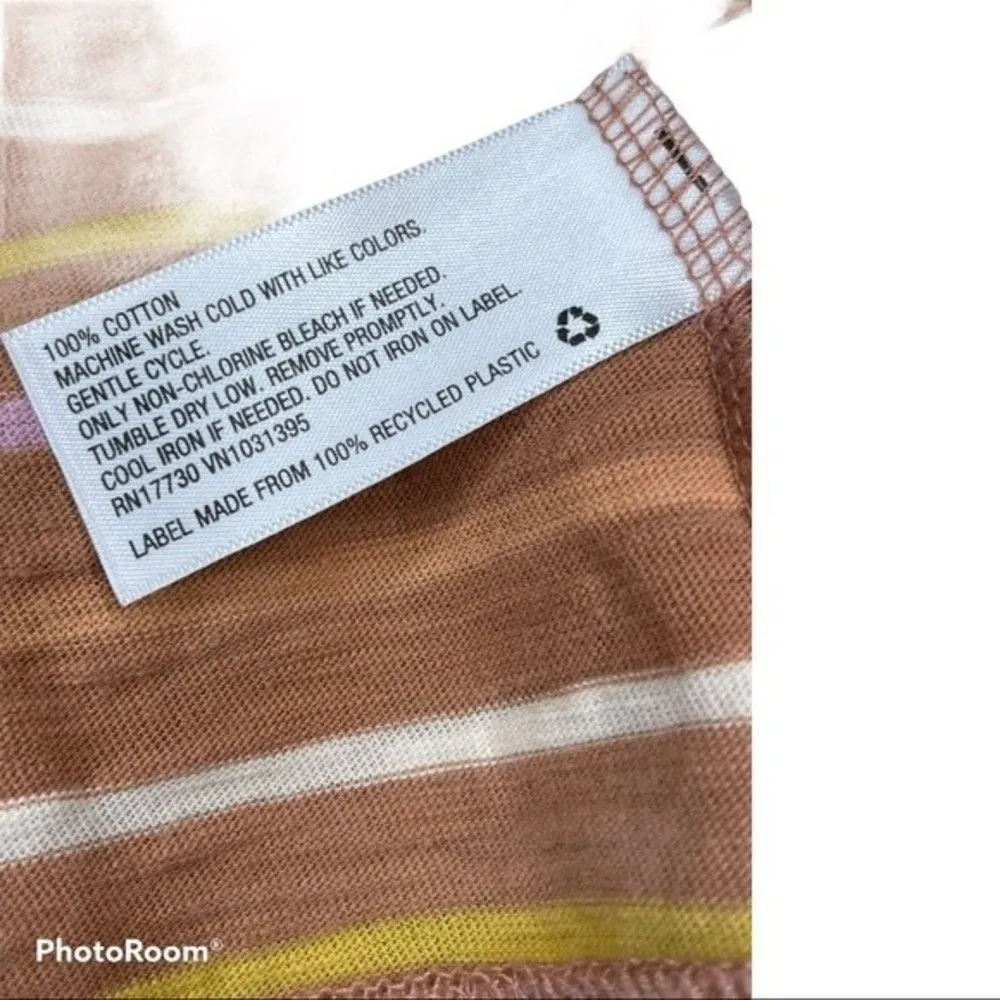 100% COTTON
MACHINE WASH COLD WITH LIKE COLORS.
GENTLE CYCLE.
ONLY NON-CHLORINE BLEACH IF NEEDED
TUMBLE DRY LOW. REMOVE PROMPTLY.
COOL IRON IF NEEDED. DO NOT IRON ON LABEL.
RN17730 VN1031395
LABEL MADE FROM 100% RECYCLED PLASTIC
PhotoRoom®